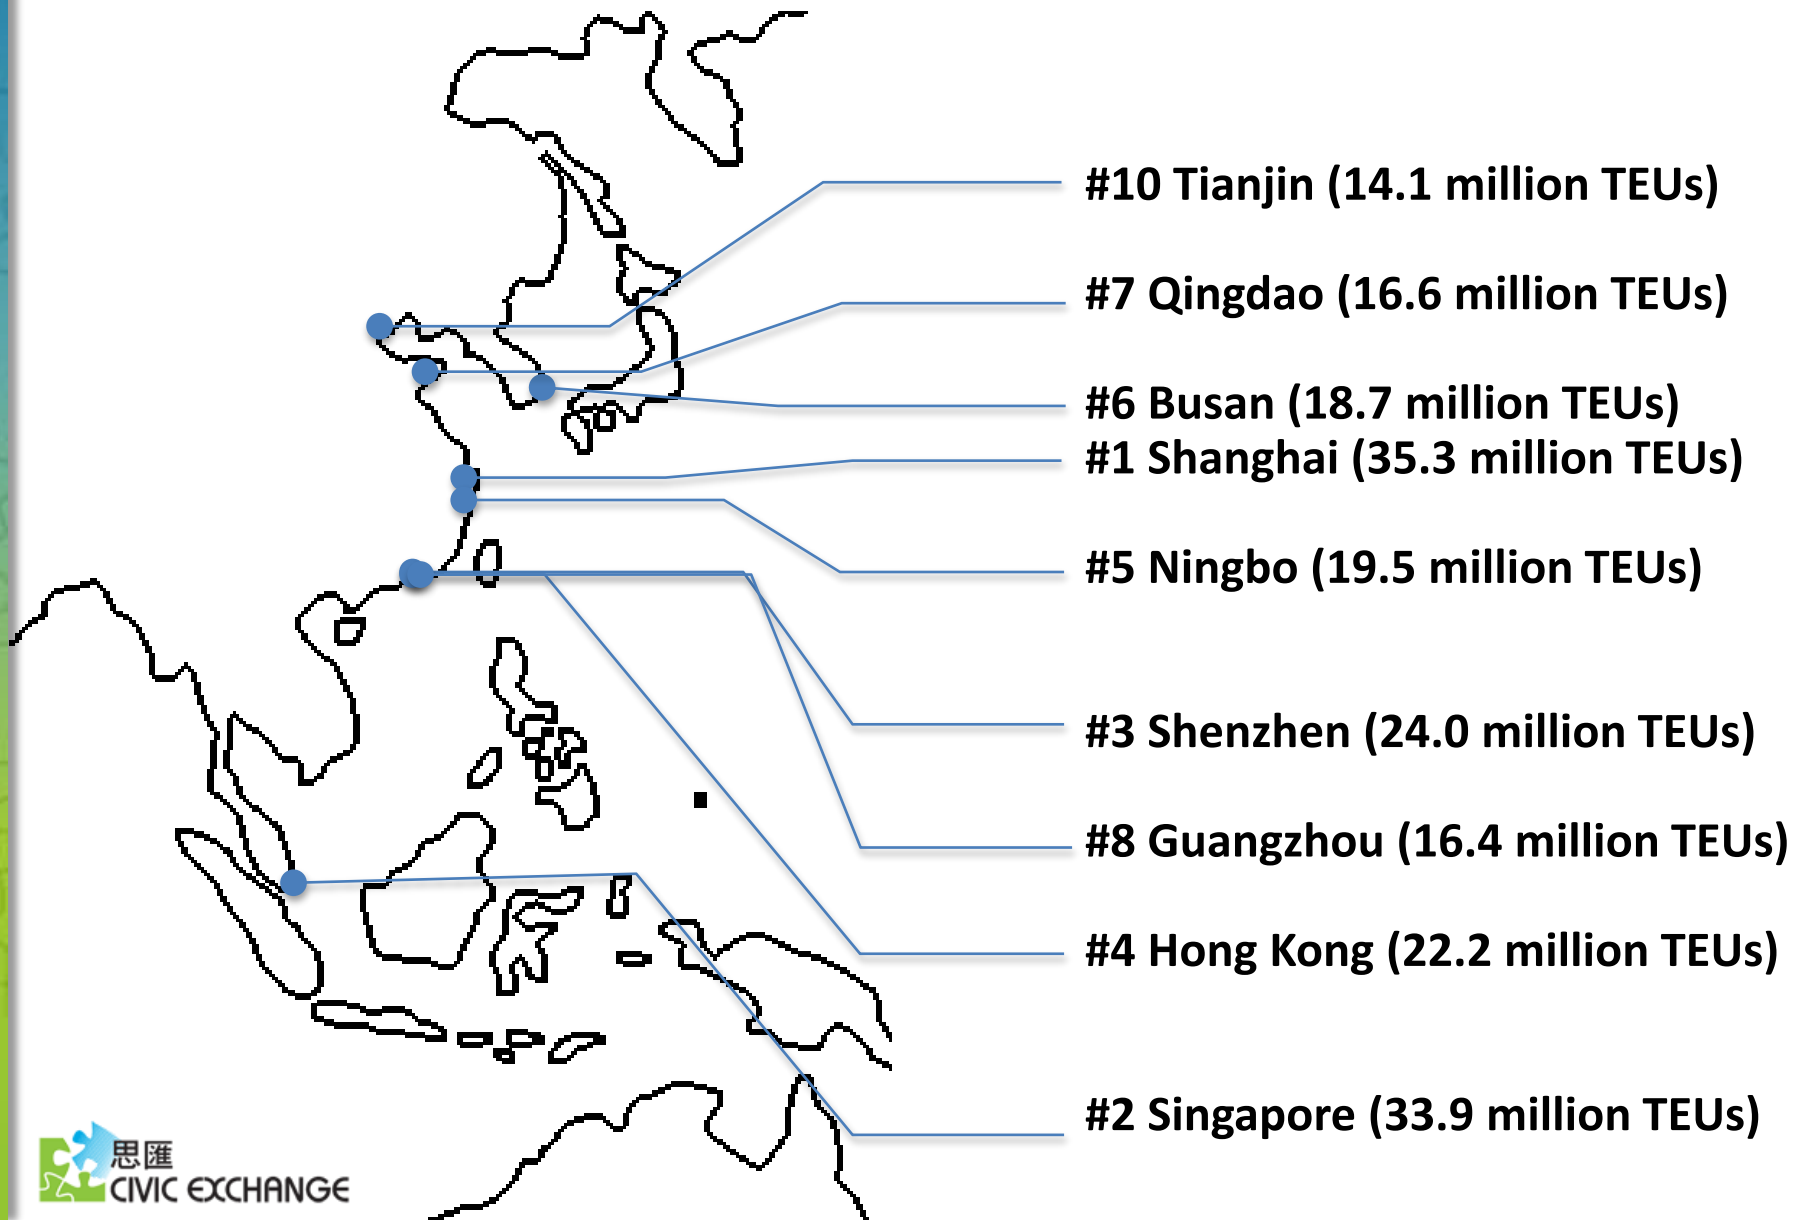 #10 Tianjin (14.1 million TEUs)
#7 Qingdao (16.6 million TEUs)
#6 Busan (18.7 million TEUs)
#1 Shanghai (35.3 million TEUs)
#5 Ningbo (19.5 million TEUs)
#3 Shenzhen (24.0 million TEUs)
#8 Guangzhou (16.4 million TEUs)
#4 Hong Kong (22.2 million TEUs)
#2 Singapore (33.9 million TEUs)
思匯
CIVIC EXCHANGE